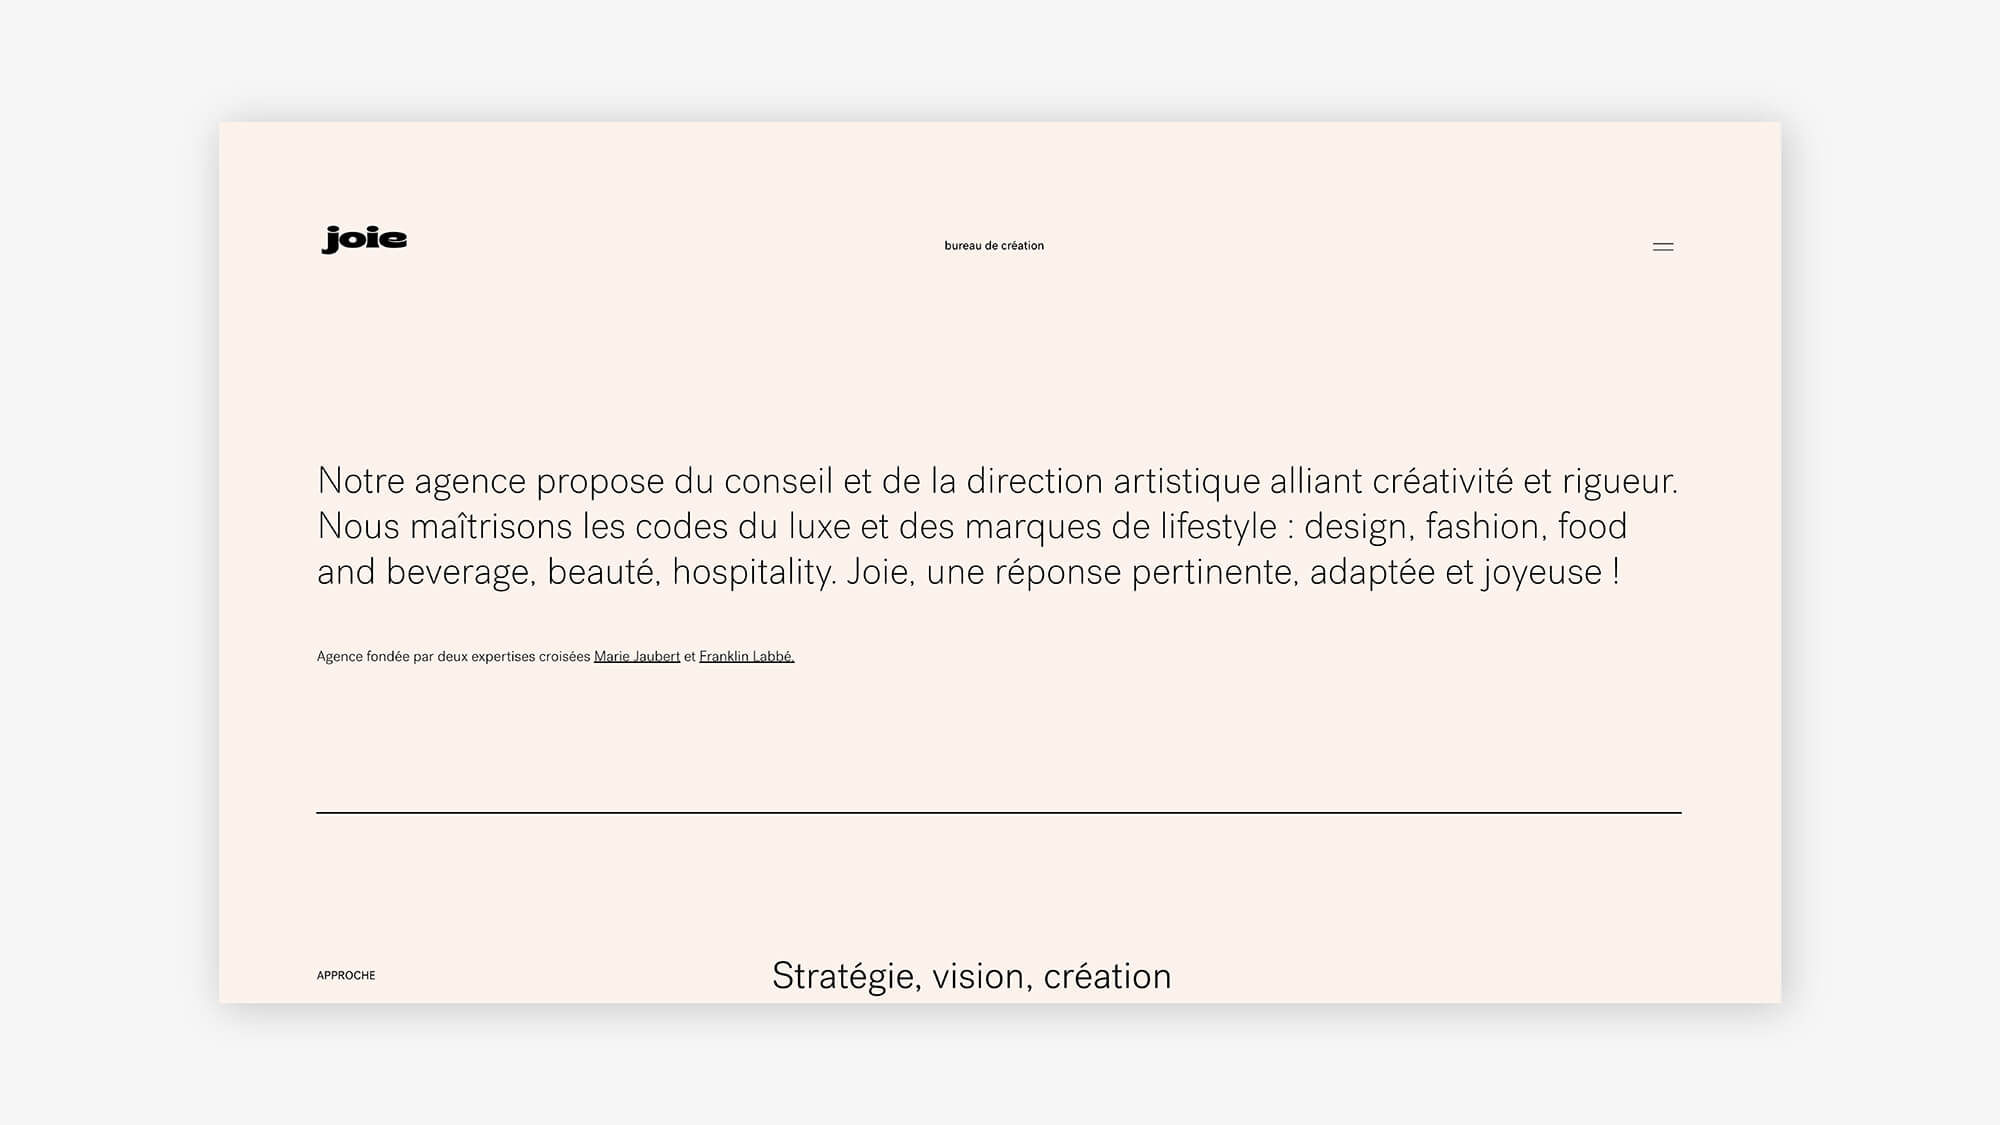 joie
bureau de création
Notre agence propose du conseil et de la direction artistique alliant créativité et rigueur.
Nous maîtrisons les codes du luxe et des marques de lifestyle : design, fashion, food
and beverage, beauté, hospitality. Joie, une réponse pertinente, adaptée et joyeuse !
Agence fondée par deux expertises croisées Marie Jaubert et Franklin Labbé.
APPROCHE
Stratégie, vision, création